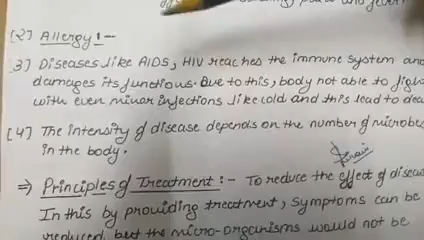 [2] Allergy :-
3] Diseases like AIDS, HIV reaches the immune system and
damages its functions. Due to this, body not able to fight
with even minor infections like cold and this lead to dea
[4] The intensity of disease depends on the number of microbe
in the body.
⇒ Principles of Treatment :- To reduce the effect of diseas
In this by providing treatment, symptoms can be
reduced but the micro-organisms would not be